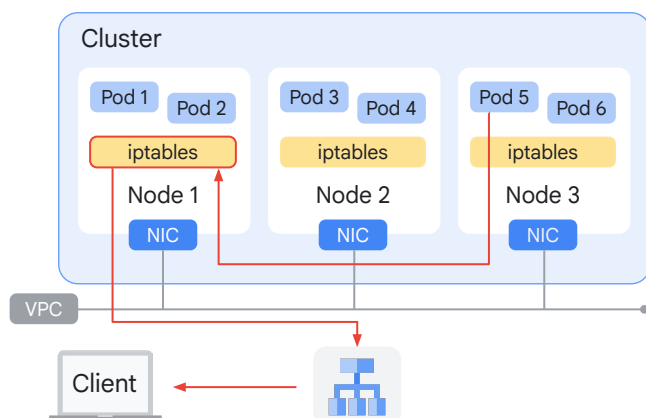 Cluster
Pod 1
Pod 2
iptables
Node 1
NIC
Pod 3
Pod 4
iptables
Node 2
NIC
Pod 5
Pod 6
iptables
Node 3
NIC
VPC
Client